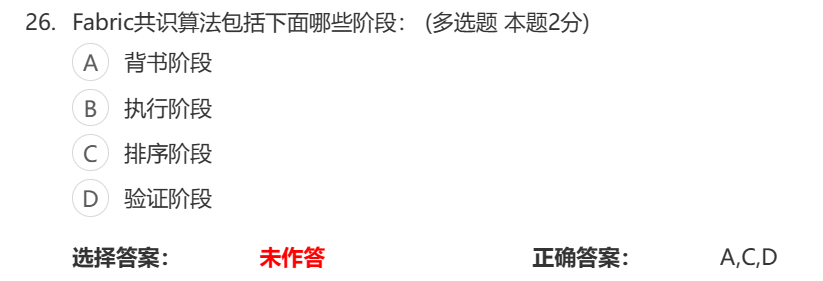 26. Fabric共识算法包括下面哪些阶段： (多选题 本题2分)
A 背书阶段
B 执行阶段
C 排序阶段
D 验证阶段
选择答案： 未作答 正确答案： A,C,D